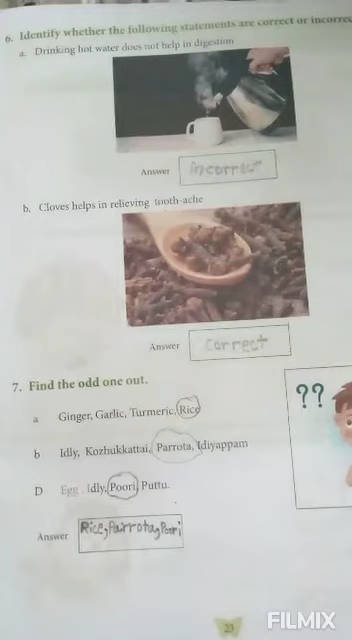 6. Identify whether the following statements are correct or incorrec
a. Drinking hot water does not help in digestion
Answer incorrect
b. Cloves helps in relieving tooth-ache
Answer correct
7. Find the odd one out.
??
a Ginger, Garlic, Turmeric, Rice
b Idly, Kozhukkattai, Parrota, Idiyappam
D Egg , Idly, Poori, Puttu.
Answer Rice, Parrota, Poori
23
FILMIX